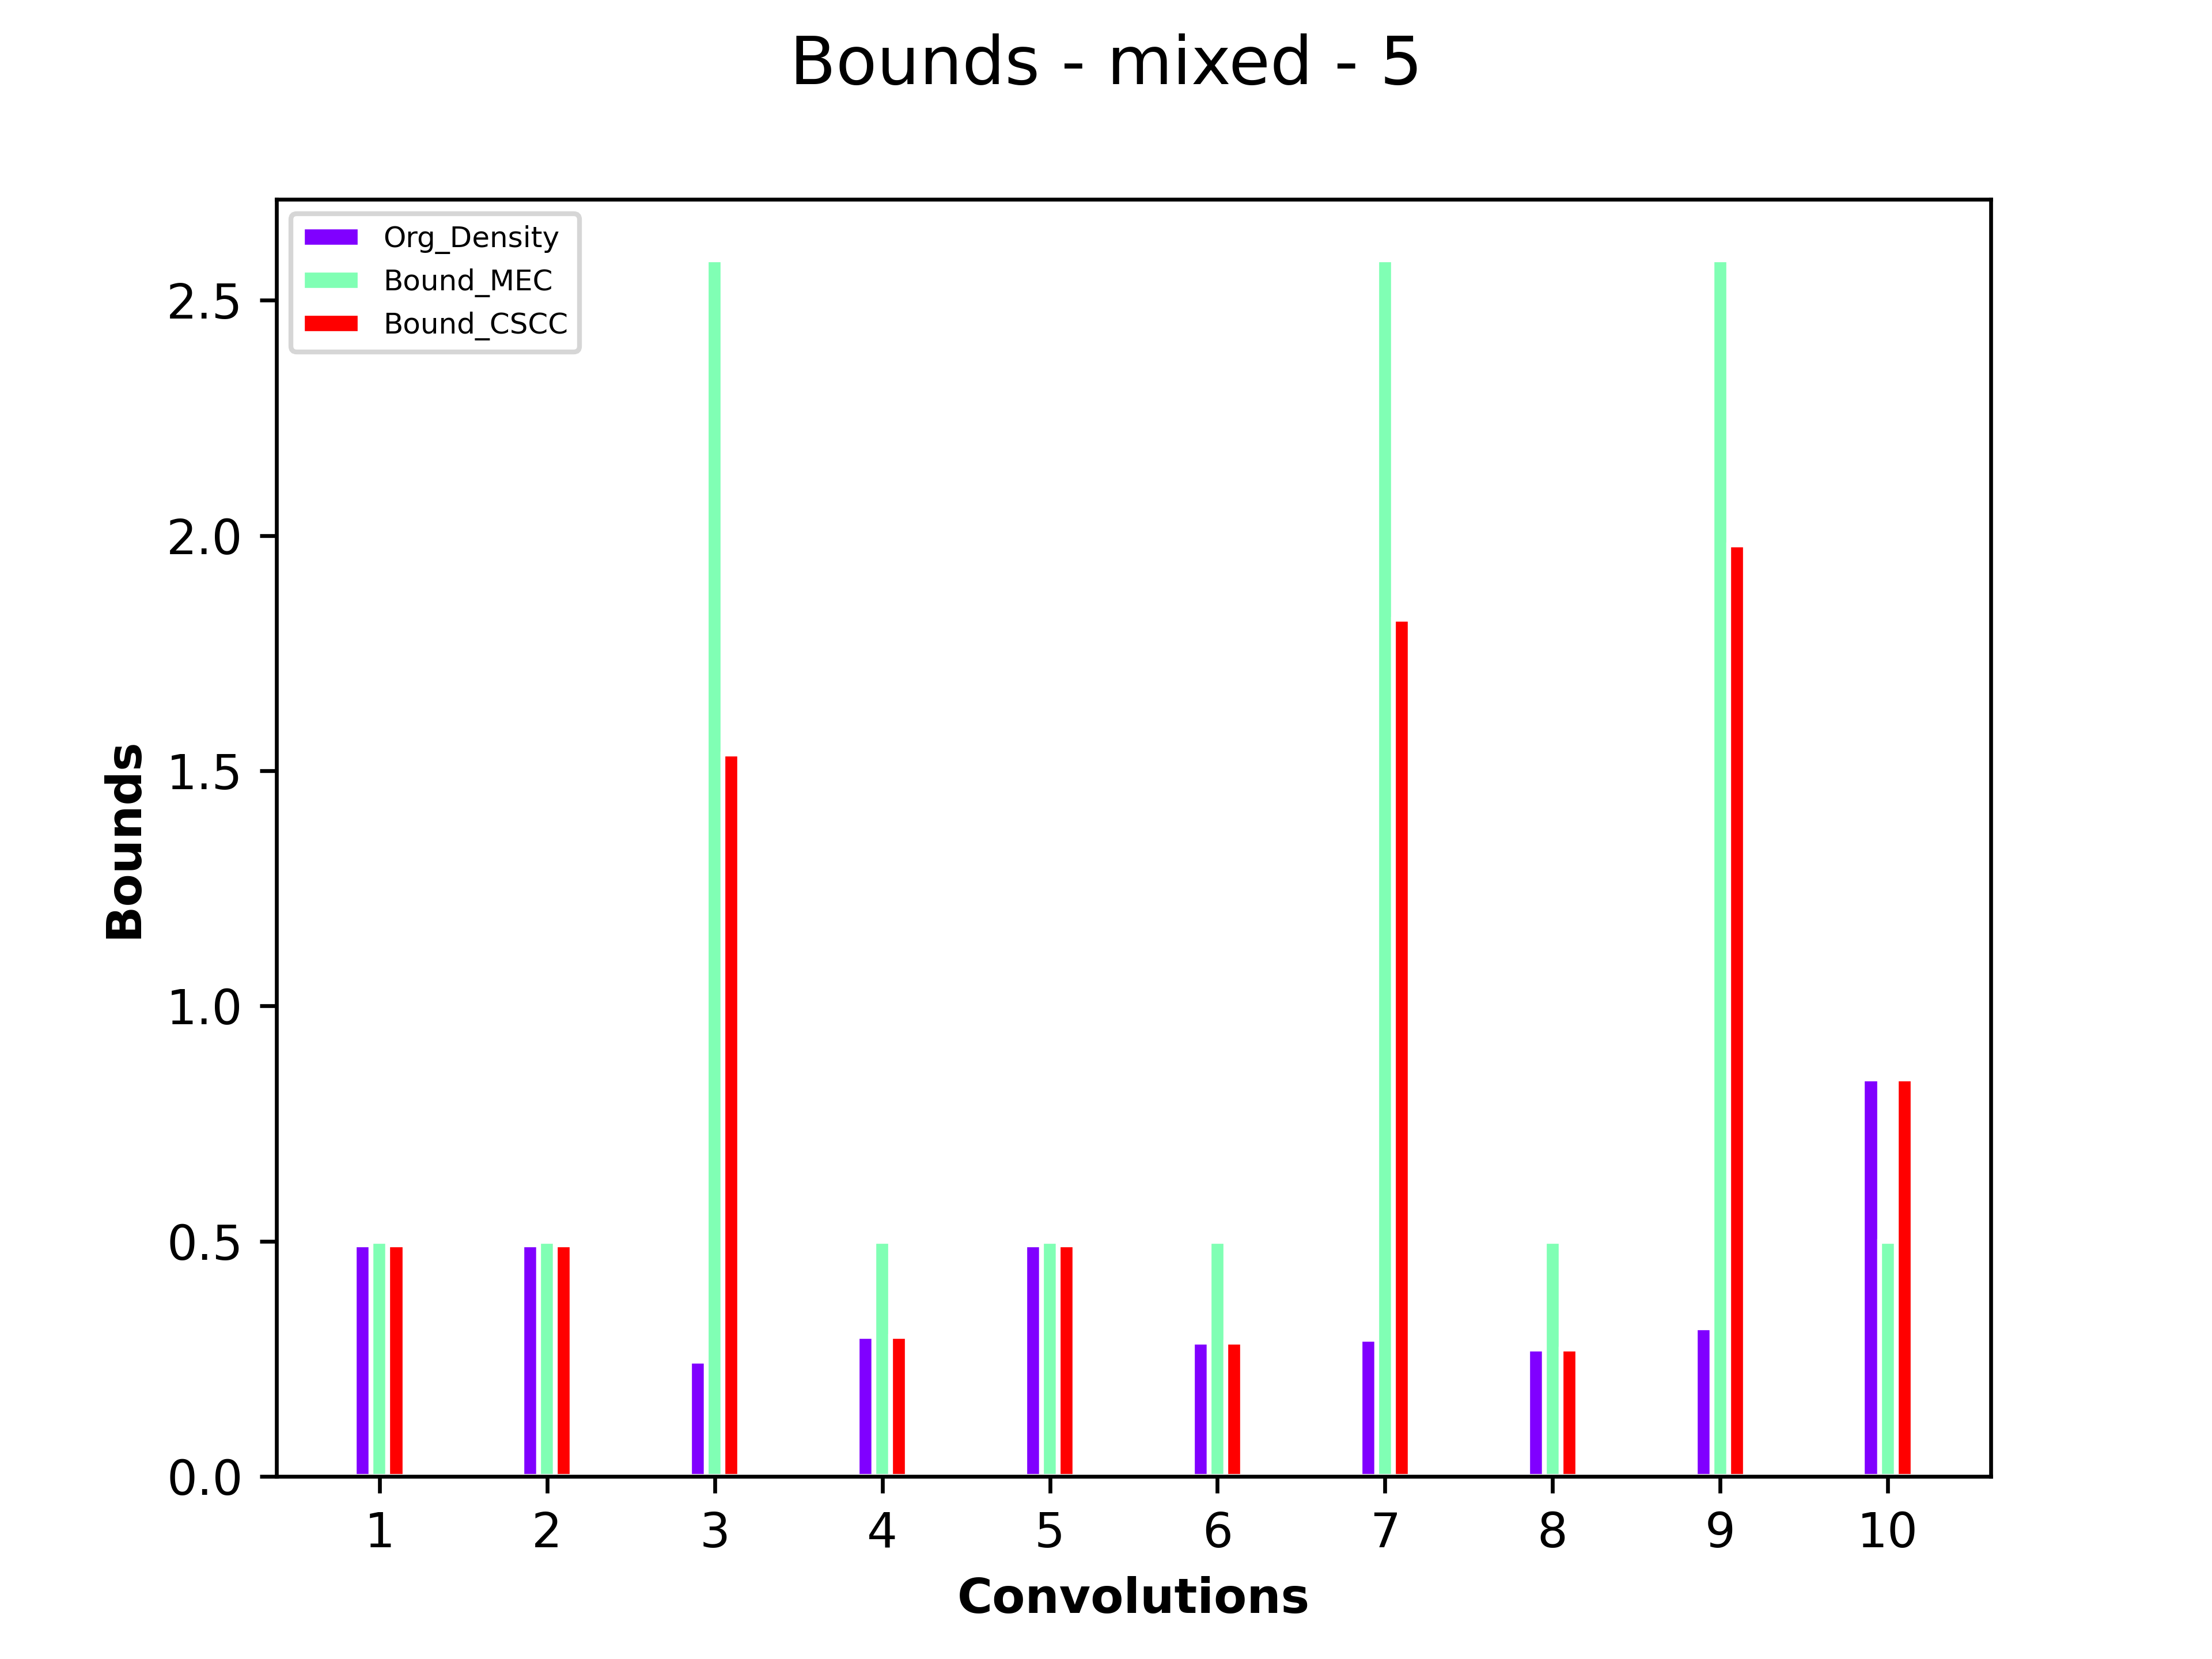 Bounds - mixed - 5
Org_Density
Bound_MEC
Bound_CSCC
2.5
2.0
1.5
1.0
0.5
0.0
Bounds
1 2 3 4 5 6 7 8 9 10
Convolutions